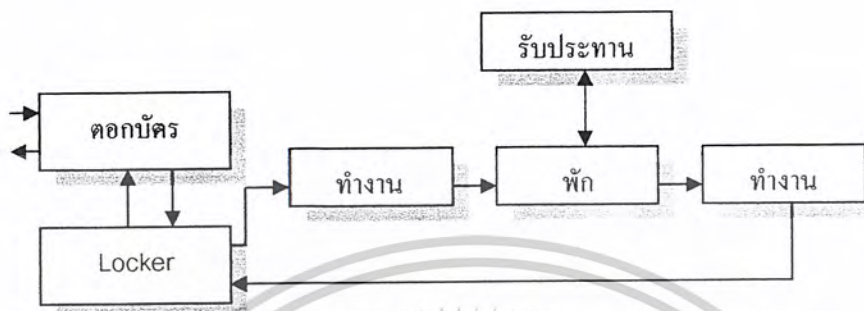 รับประทาน
ตอกบัตร
ทำงาน
พัก
ทำงาน
Locker